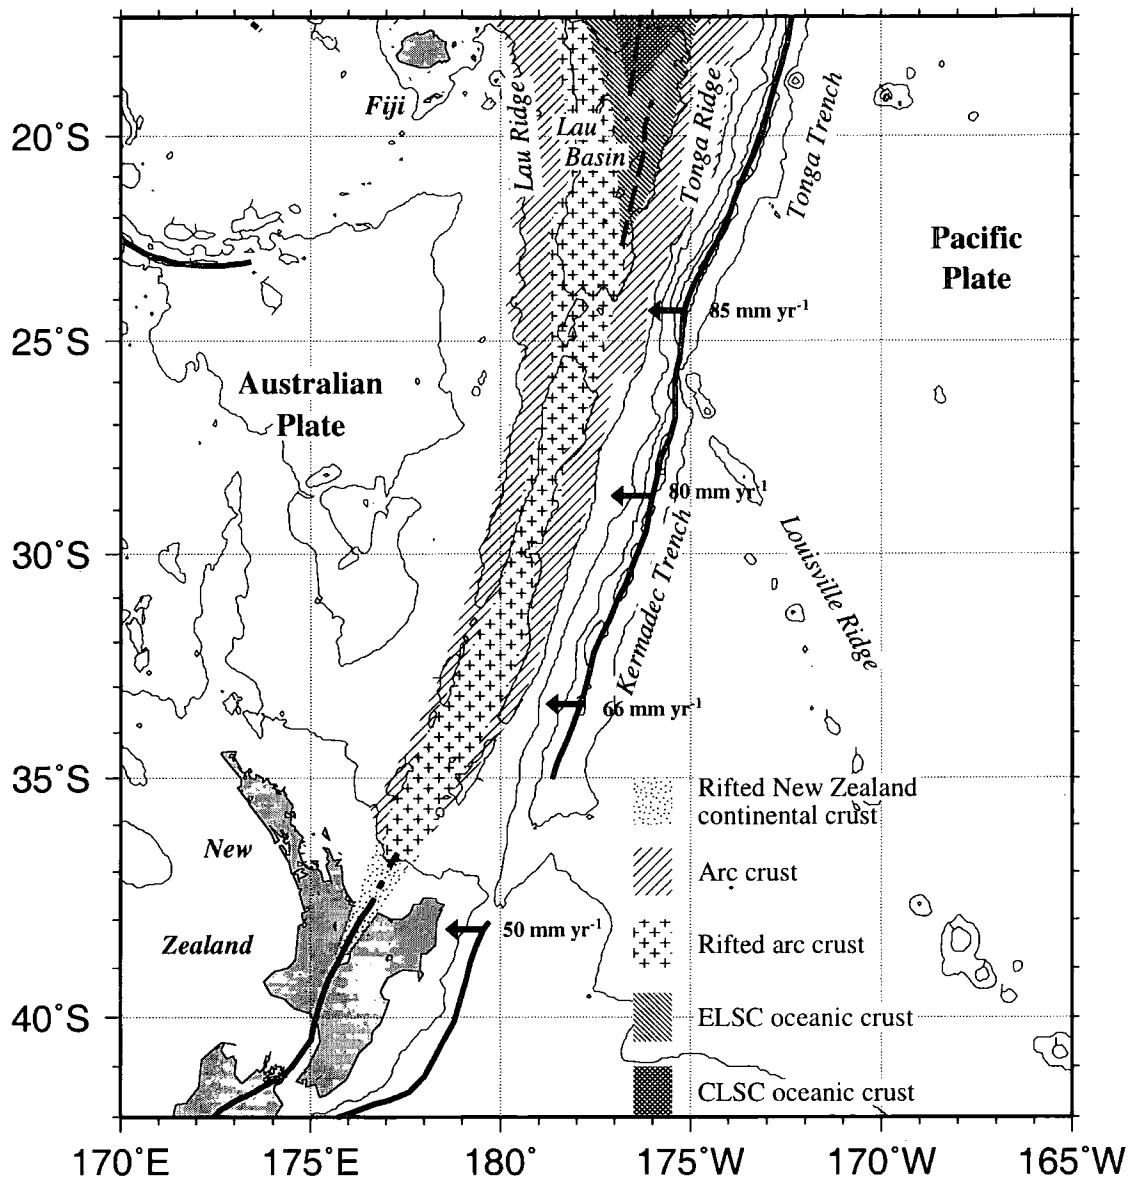 20°S
25°S
30°S
35°S
40°S
170°E
175°E
180°
175°W
170°W
165°W
Fiji
Lau Ridge
Lau
Basin
Tonga Ridge
Tonga Trench
Pacific
Plate
85 mm yr-1
Australian
Plate
80 mm yr-1
Kermadec Trench
Louisville Ridge
66 mm yr-1
New
Zealand
50 mm yr-1
Rifted New Zealand
continental crust
Arc crust
Rifted arc crust
ELSC oceanic crust
CLSC oceanic crust